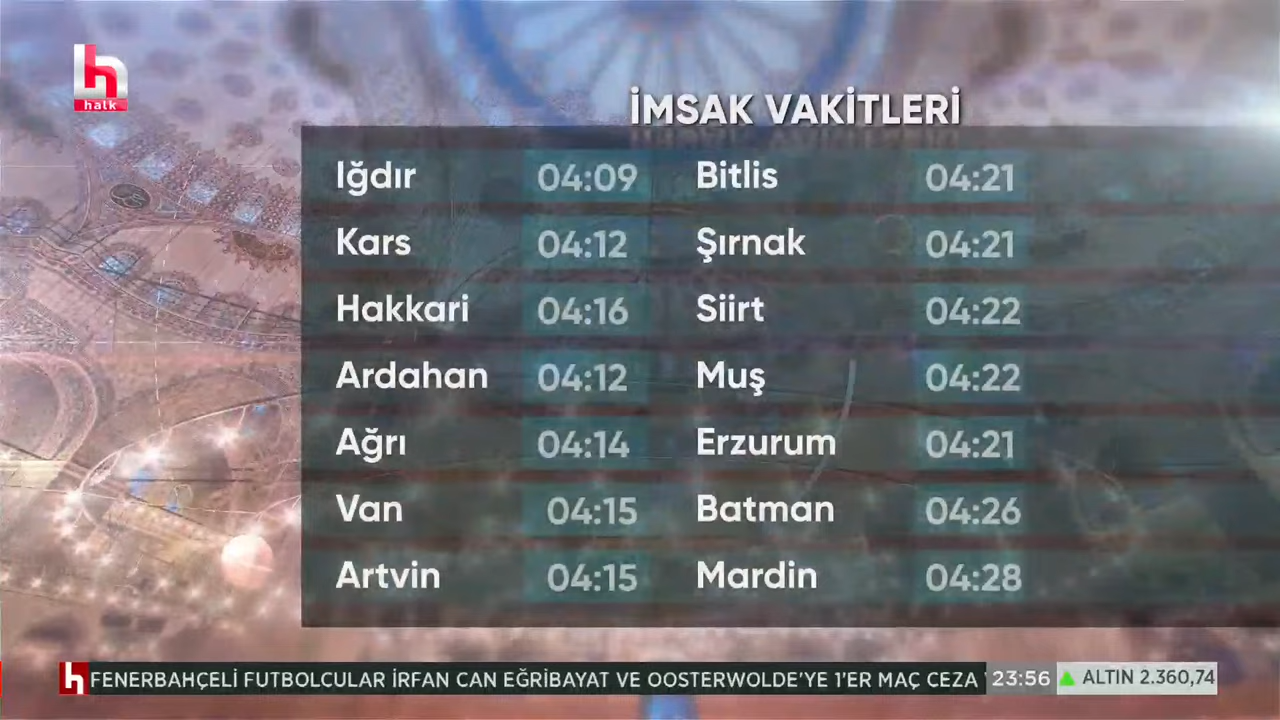 h
halk
İMSAK VAKİTLERİ
Iğdır 04:09 Bitlis 04:21
Kars 04:12 Şırnak 04:21
Hakkari 04:16 Siirt 04:22
Ardahan 04:12 Muş 04:22
Ağrı 04:14 Erzurum 04:21
Van 04:15 Batman 04:26
Artvin 04:15 Mardin 04:28
h FENERBAHÇELİ FUTBOLCULAR İRFAN CAN EĞRİBAYAT VE OOSTERWOLDE'YE 1'ER MAÇ CEZA 23:56 ALTIN 2.360,74